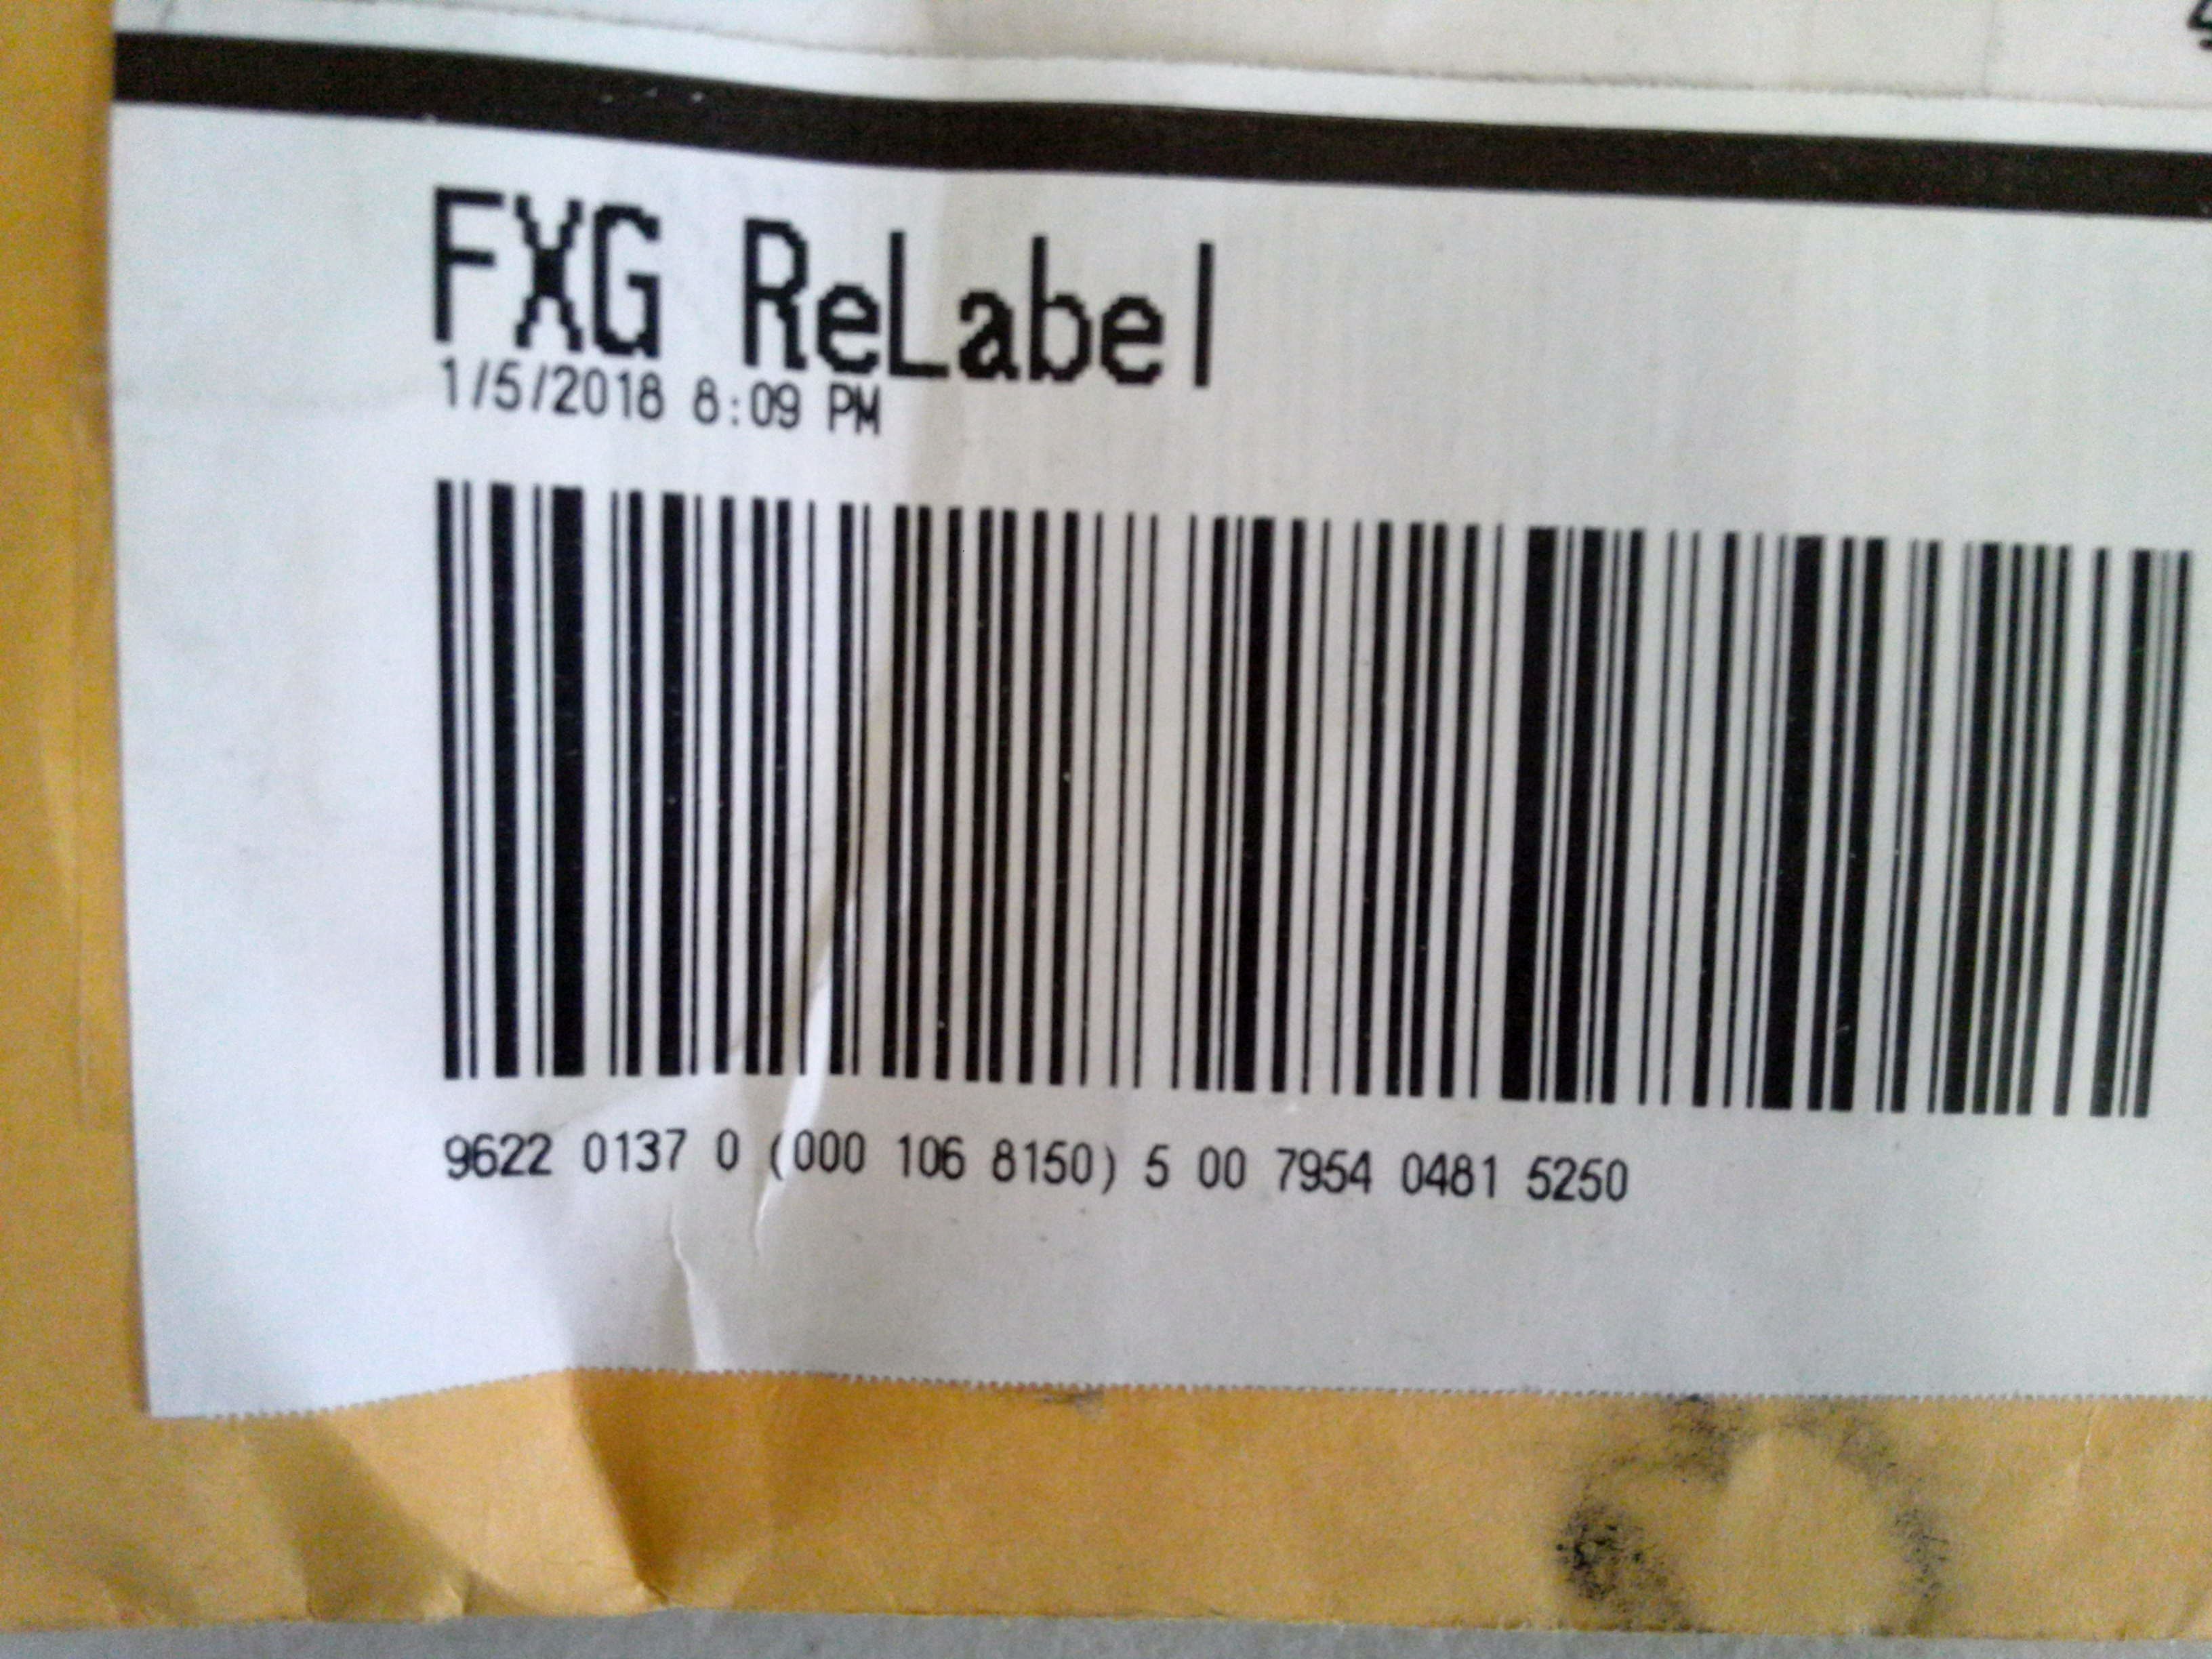 FXG ReLabel
1/5/2018 8:09 PM
9622 0137 0 (000 106 8150) 5 00 7954 0481 5250